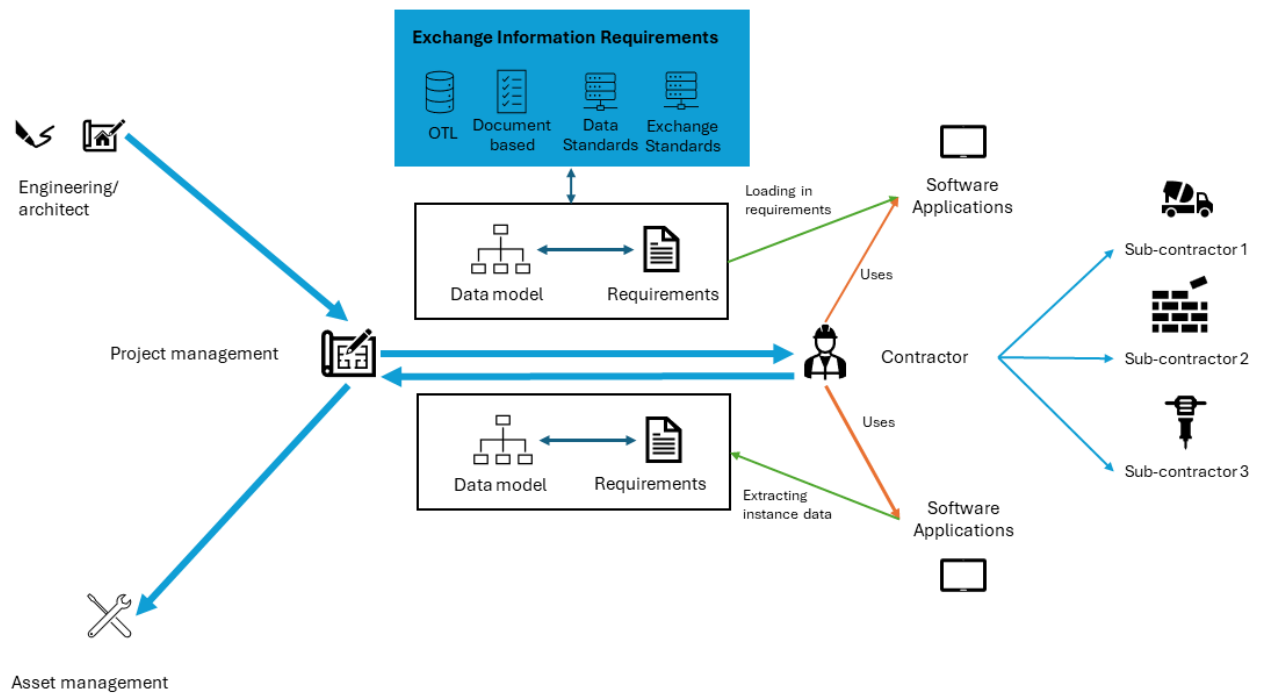 Exchange Information Requirements
OTL
Document
based
Data
Standards
Exchange
Standards
Engineering/
architect
Loading in
requirements
Software
Applications
Data model
Requirements
Uses
Sub-contractor 1
Project management
Contractor
Sub-contractor 2
Uses
Data model
Requirements
Sub-contractor 3
Extracting
instance data
Software
Applications
Asset management